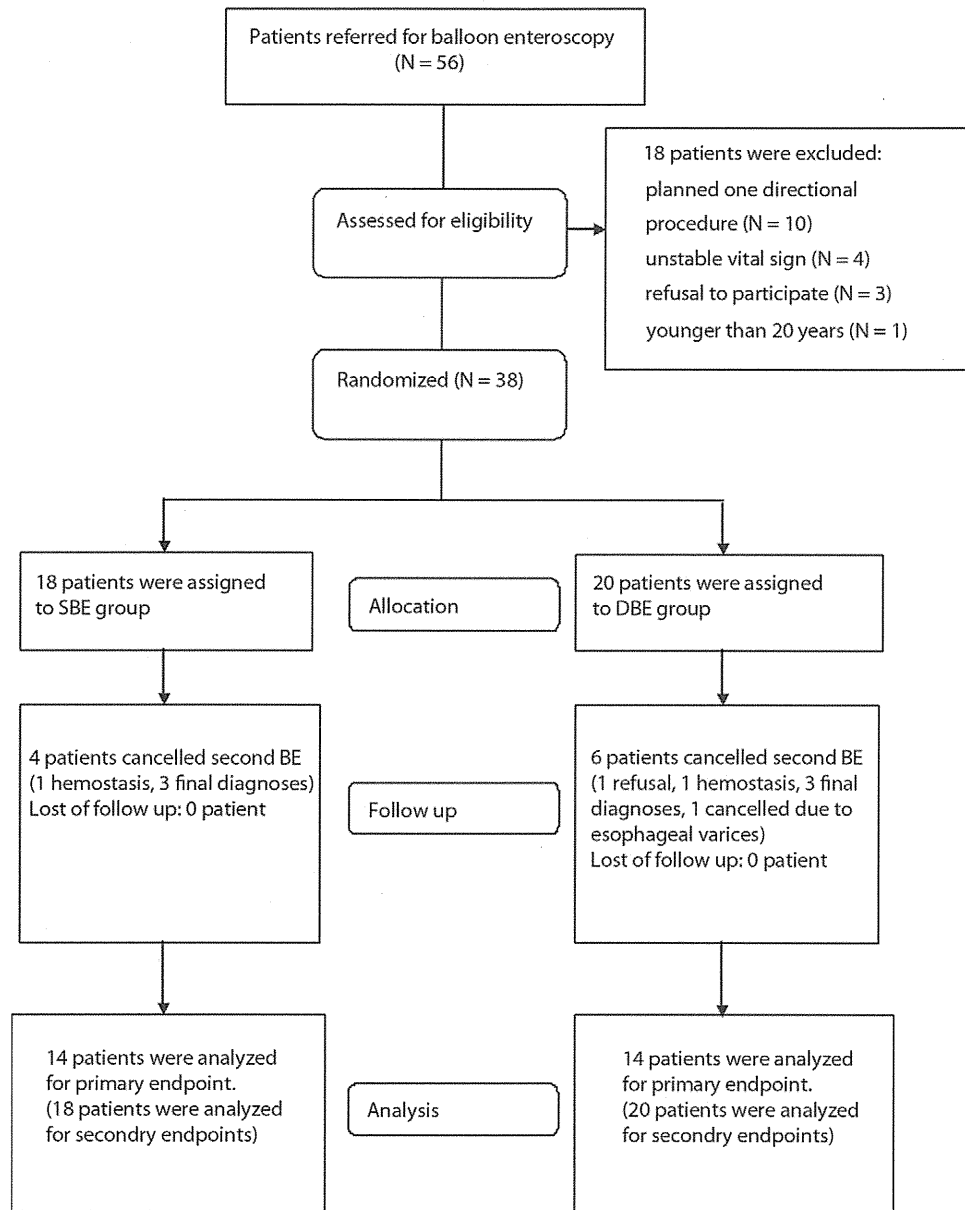 Patients referred for balloon enteroscopy
(N = 56)
18 patients were excluded:
planned one directional
procedure (N = 10)
unstable vital sign (N = 4)
refusal to participate (N = 3)
younger than 20 years (N = 1)
Assessed for eligibility
Randomized (N = 38)
18 patients were assigned
to SBE group
Allocation
20 patients were assigned
to DBE group
4 patients cancelled second BE
(1 hemostasis, 3 final diagnoses)
Lost of follow up: 0 patient
Follow up
6 patients cancelled second BE
(1 refusal, 1 hemostasis, 3 final
diagnoses, 1 cancelled due to
esophageal varices)
Lost of follow up: 0 patient
14 patients were analyzed
for primary endpoint.
(18 patients were analyzed
for secondry endpoints)
Analysis
14 patients were analyzed
for primary endpoint.
(20 patients were analyzed
for secondry endpoints)